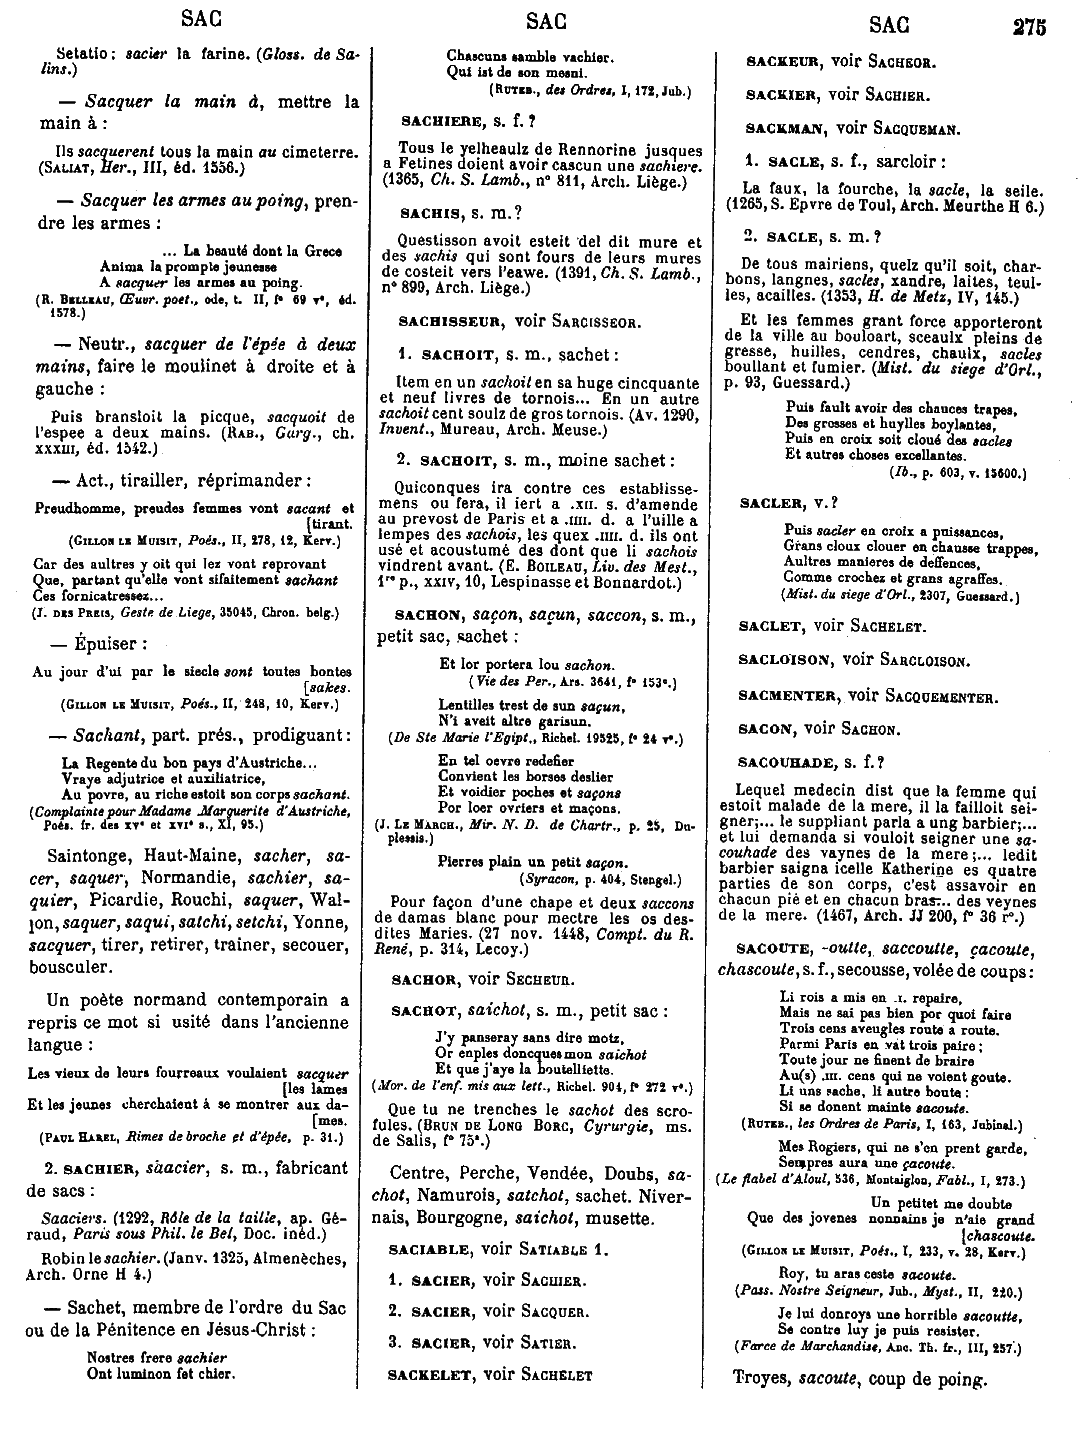 SAC
SAC
SAC
275
Setatio : sacier la farine. (Gloss. de Sa-
lins.)
— Sacquer la main à, mettre la
main à :
Ils sacquerent tous la main au cimeterre.
(SALIAT, Her., III, éd. 1556.)
— Sacquer les armes au poing, pren-
dre les armes :
... La beauté dont la Grece
Anima la prompte jeunesse
A sacquer les armes au poing.
(R. BELLEAU, Œuvr. poet., ode, t. II, f° 69 v°, éd.
1578.)
— Neutr., sacquer de l'épée à deux
mains, faire le moulinet à droite et à
gauche :
Puis bransloit la picque, sacquoit de
l'espee a deux mains. (RAB., Garg., ch.
XXXIII, éd. 1542.)
— Act., tirailler, réprimander :
Preudhomme, preudes femmes vont sacant et
[tirant.
(GILLON LE MUISIT, Poés., II, 278, 12, Kerv.)
Car des aultres y oit qui lez vont reprovant
Que, partant qu'elle vont sifaitement sachant
Ces fornicatressez...
(J. DES PREIS, Geste de Liege, 35045, Chron. belg.)
— Épuiser :
Au jour d'ui par le siecle sont toutes bontes
[sakes.
(GILLON LE MUISIT, Poés., II, 248, 10, Kerv.)
— Sachant, part. prés., prodiguant :
La Regente du bon pays d'Austriche...
Vraye adjutrice et auxiliatrice,
Au povre, au riche estoit son corps sachant.
(Complainte pour Madame Marguerite d'Austriche,
Poés. fr. des XV° et XVI° s., XI, 95.)
Saintonge, Haut-Maine, sacher, sa-
cer, saquer, Normandie, sachier, sa-
quier, Picardie, Rouchi, saquer, Wal-
lon, saquer, saqui, satchi, setchi, Yonne,
sacquer, tirer, retirer, traîner, secouer,
bousculer.
Un poète normand contemporain a
repris ce mot si usité dans l'ancienne
langue :
Les vieux de leurs fourreaux voulaient sacquer
[les lames
Et les jeunes cherchaient à se montrer aux da-
[mes.
(PAUL HAREL, Rimes de broche et d'épée, p. 31.)
2. SACHIER, saacier, s. m., fabricant
de sacs :
Saaciers. (1292, Rôle de la taille, ap. Gé-
raud, Paris sous Phil. le Bel, Doc. inéd.)
Robin le sachier. (Janv. 1325, Almenèches,
Arch. Orne H 4.)
— Sachet, membre de l'ordre du Sac
ou de la Pénitence en Jésus-Christ :
Nostres frere sachier
Ont luminon fet chier.
Chascuns samble vachier.
Qui ist de son mesni.
(RUTEB., des Ordres, I, 172, Jub.)
SACHIERE, s. f. ?
Tous le yelheaulz de Rennorine jusques
a Fetines doient avoir cascun une sachiere.
(1365, Ch. S. Lamb., n° 811, Arch. Liège.)
SACHIS, s. m. ?
Questisson avoit esteit del dit mure et
des sachis qui sont fours de leurs mures
de costeit vers l'eawe. (1391, Ch. S. Lamb.,
n° 899, Arch. Liège.)
SACHISSEUR, voir SARCISSEOR.
1. SACHOIT, s. m., sachet :
Item en un sachoit en sa huge cincquante
et neuf livres de tornois... En un autre
sachoit cent soulz de gros tornois. (Av. 1290,
Invent., Mureau, Arch. Meuse.)
2. SACHOIT, s. m., moine sachet :
Quiconques ira contre ces establisse-
mens ou fera, il iert a .XII. s. d'amende
au prevost de Paris et a .IIII. d. a l'uille a
lempes des sachois, les quex .IIII. d. ils ont
usé et acoustumé des dont que li sachois
vindrent avant. (E. BOILEAU, Liv. des Mest.,
1re p., XXIV, 10, Lespinasse et Bonnardot.)
SACHON, saçon, saçun, saccon, s. m.,
petit sac, sachet :
Et lor portera lou sachon.
(Vie des Per., Ars. 3641, f° 153ª.)
Lentilles trest de sun saçun,
N'i aveit altre garisun.
(De Ste Marie l'Egipt., Richel. 19525, f° 24 v°.)
En tel oevre redefier
Convient les borses deslier
Et voidier poches et saçons
Por loer ovriers et maçons.
(J. LE MARCH., Mir. N. D. de Chartr., p. 25, Du-
plessis.)
Pierres plain un petit saçon.
(Syracon, p. 404, Stengel.)
Pour façon d'une chape et deux saccons
de damas blanc pour mectre les os des-
dites Maries. (27 nov. 1448, Compt. du R.
René, p. 314, Lecoy.)
SACHOR, voir SECHEUR.
SACHOT, saichot, s. m., petit sac :
J'y panseray sans dire motz,
Or enples doncques mon saichot
Et que j'aye la boutelliette.
(Mor. de l'enf. mis aux lett., Richel. 904, f° 272 v°.)
Que tu ne trenches le sachot des scro-
fules. (BRUN DE LONG BORC, Cyrurgie, ms.
de Salis, f° 75ª.)
Centre, Perche, Vendée, Doubs, sa-
chot, Namurois, satchot, sachet. Niver-
nais, Bourgogne, saichot, musette.
SACIABLE, voir SATIABLE 1.
1. SACIER, voir SACHIER.
2. SACIER, voir SACQUER.
3. SACIER, voir SATIER.
SACKELET, voir SACHELET
SACKEUR, voir SACHEOR.
SACKIER, voir SACHIER.
SACKMAN, voir SACQUEMAN.
1. SACLE, s. f., sarcloir :
La faux, la fourche, la sacle, la seile.
(1265, S. Epvre de Toul, Arch. Meurthe H 6.)
2. SACLE, s. m. ?
De tous mairiens, quelz qu'il soit, char-
bons, langnes, sacles, xandre, laites, teul-
les, acailles. (1353, H. de Metz, IV, 145.)
Et les femmes grant force apporteront
de la ville au bouloart, sceaulx pleins de
gresse, huilles, cendres, chaulx, sacles
boullant et fumier. (Mist. du siege d'Orl.,
p. 93, Guessard.)
Puis fault avoir des chauces trapes,
Des grosses et huylles boylantes,
Puis en croix soit cloué des sacles
Et autres choses excellantes.
(Ib., p. 603, v. 15600.)
SACLER, v. ?
Puis sacler en croix a puissances,
Grans cloux clouer en chausse trappes,
Aultres manieres de deffences,
Comme crochez et grans agraffes.
(Mist. du siege d'Orl., 2307, Guessard.)
SACLET, voir SACHELET.
SACLOISON, voir SARCLOISON.
SACMENTER, voir SACQUEMENTER.
SACON, voir SACHON.
SACOUHADE, s. f. ?
Lequel medecin dist que la femme qui
estoit malade de la mere, il la failloit sei-
gner;... le suppliant parla a ung barbier;...
et lui demanda si vouloit seigner une sa-
couhade des vaynes de la mere;... ledit
barbier saigna icelle Katherine es quatre
parties de son corps, c'est assavoir en
chacun pié et en chacun bras... des veynes
de la mere. (1467, Arch. JJ 200, f° 36 r°.)
SACOUTE, -outte, saccoutte, çacoute,
chascoute, s. f., secousse, volée de coups :
Li rois a mis en .I. repaire,
Mais ne sai pas bien por quoi faire
Trois cens aveugles route a route.
Parmi Paris en vat trois paire ;
Toute jour ne finent de braire
Au(s) .III. cens qui ne voient goute.
Li uns sache, li autre boute :
Si se donent mainte sacoute.
(RUTEB., les Ordres de Paris, I, 163, Jubinal.)
Mes Rogiers, qui ne s'en prent garde,
Sempres aura une çacoute.
(Le flabel d'Aloul, 536, Montaiglon, Fabl., I, 273.)
Un petitet me doubte
Que des jovenes nonnains je n'aie grand
[chascoute.
(GILLON LE MUISIT, Poés., I, 233, v. 28, Kerv.)
Roy, tu aras ceste sacoute.
(Pass. Nostre Seigneur, Jub., Myst., II, 220.)
Je lui donroys une horrible sacoutte,
Se contre luy je puis resister.
(Farce de Marchandise, Anc. Th. fr., III, 257.)
Troyes, sacoute, coup de poing.